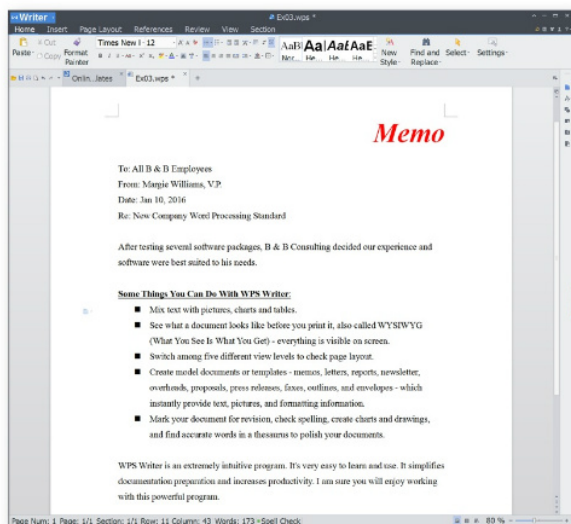 Writer
Ex03.wps *
Home Insert Page Layout References Review View Section
Paste Cut Copy Format Painter Times New I 12 AaB AaI AaBI AaE Nor... He... He... He... New Style Find and Replace Select Settings
Onlin...lates Ex03.wps *
Memo
To: All B & B Employees
From: Margie Williams, V.P.
Date: Jan 10, 2016
Re: New Company Word Processing Standard
After testing several software packages, B & B Consulting decided our experience and
software were best suited to his needs.
Some Things You Can Do With WPS Writer:
■ Mix text with pictures, charts and tables.
■ See what a document looks like before you print it, also called WYSIWYG
(What You See Is What You Get) - everything is visible on screen.
■ Switch among five different view levels to check page layout.
■ Create model documents or templates - memos, letters, reports, newsletter,
overheads, proposals, press releases, faxes, outlines, and envelopes - which
instantly provide text, pictures, and formatting information.
■ Mark your document for revision, check spelling, create charts and drawings,
and find accurate words in a thesaurus to polish your documents.
WPS Writer is an extremely intuitive program. It's very easy to learn and use. It simplifies
documentation preparation and increases productivity. I am sure you will enjoy working
with this powerful program.
Page Num: 1 Page: 1/1 Section: 1/1 Row: 11 Column: 43 Words: 173 Spell Check 80 %